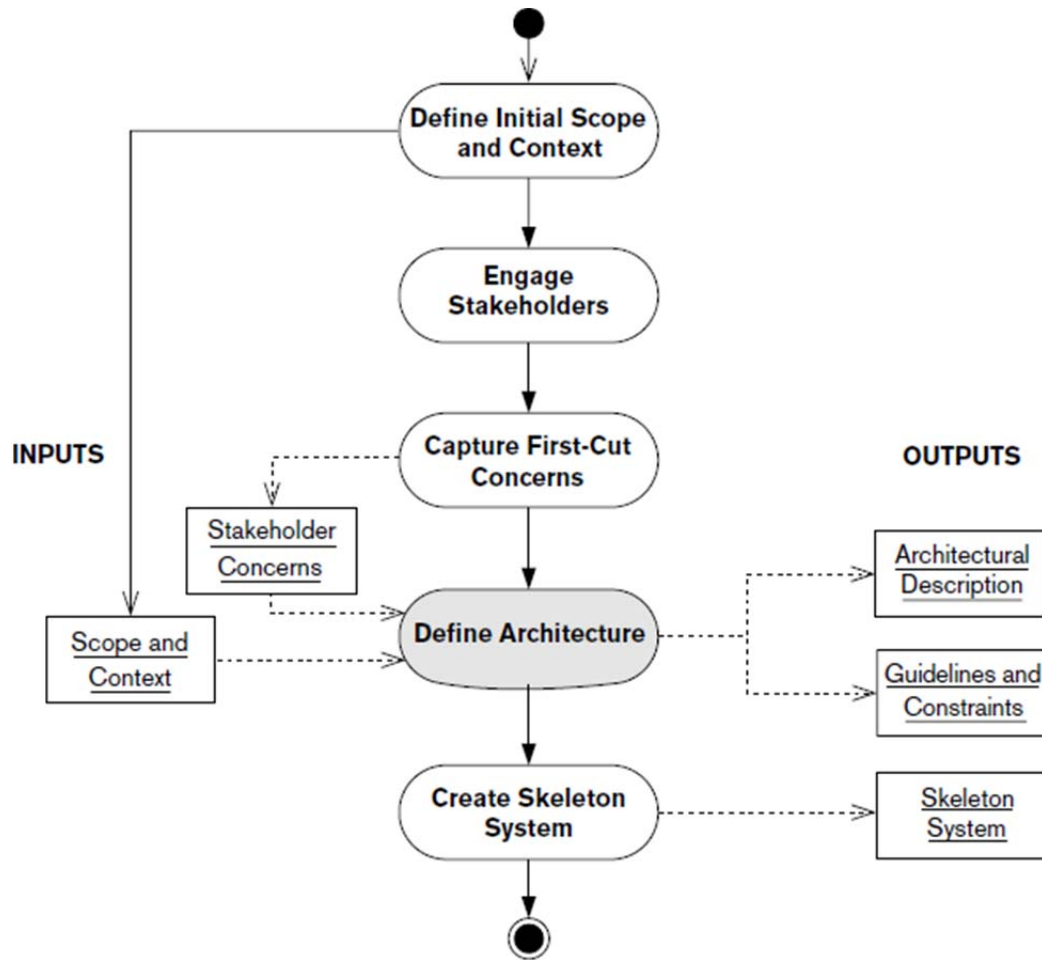 Define Initial Scope
and Context
Engage
Stakeholders
INPUTS
Capture First-Cut
Concerns
OUTPUTS
Stakeholder
Concerns
Architectural
Description
Define Architecture
Scope and
Context
Guidelines and
Constraints
Create Skeleton
System
Skeleton
System